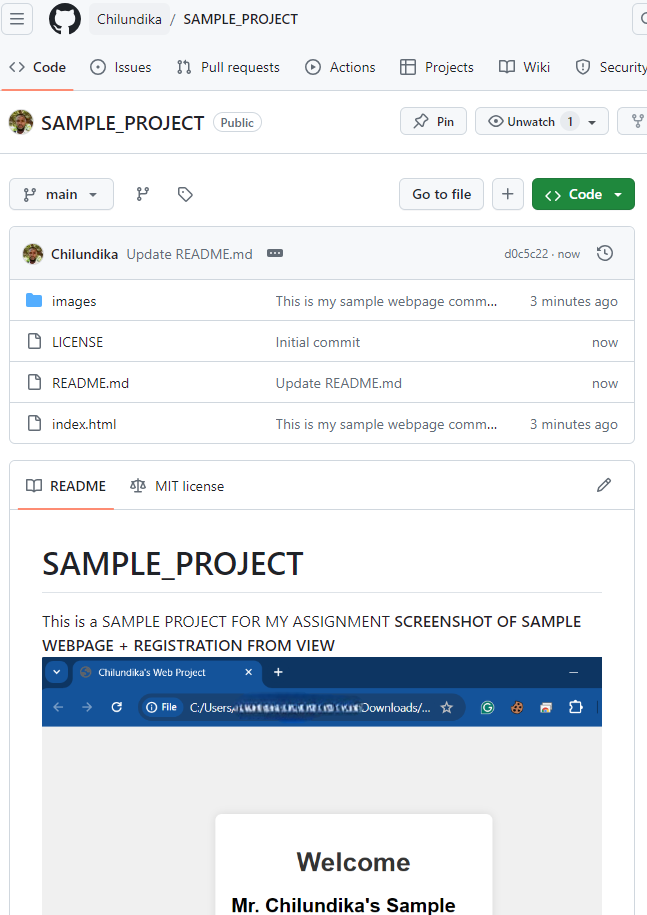 Chilundika / SAMPLE_PROJECT
Code Issues Pull requests Actions Projects Wiki Security
SAMPLE_PROJECT Public Pin Unwatch 1
main Go to file Code
Chilundika Update README.md d0c5c22 · now
images This is my sample webpage comm... 3 minutes ago
LICENSE Initial commit now
README.md Update README.md now
index.html This is my sample webpage comm... 3 minutes ago
README MIT license
SAMPLE_PROJECT
This is a SAMPLE PROJECT FOR MY ASSIGNMENT SCREENSHOT OF SAMPLE
WEBPAGE + REGISTRATION FROM VIEW
Chilundika's Web Project
File C:/Users/ Downloads/...
Welcome
Mr. Chilundika's Sample